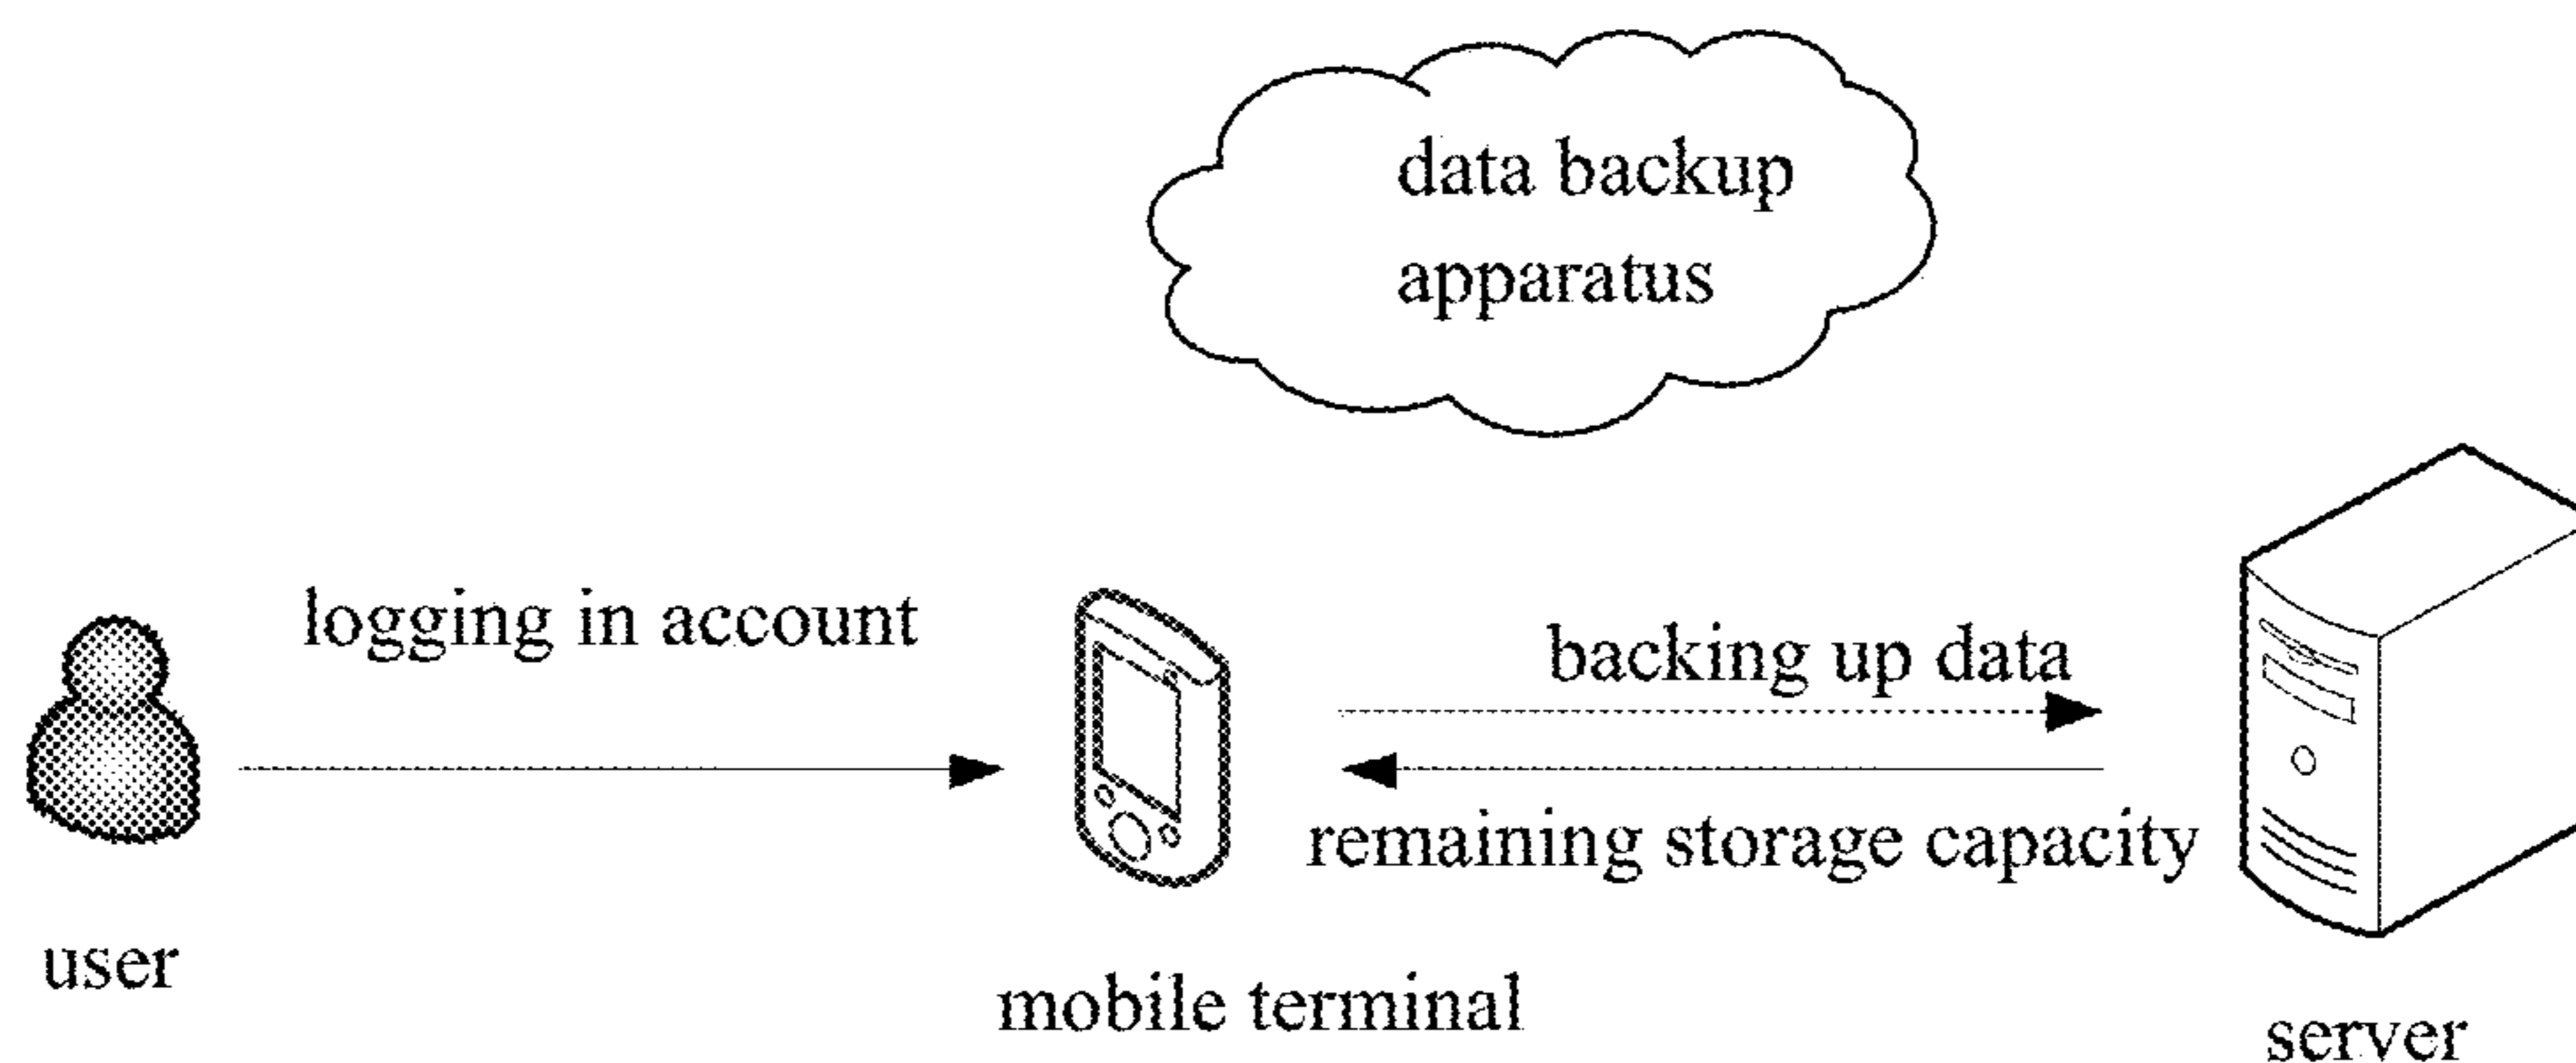 data backup
apparatus
logging in account
backing up data
remaining storage capacity
user
mobile terminal
server